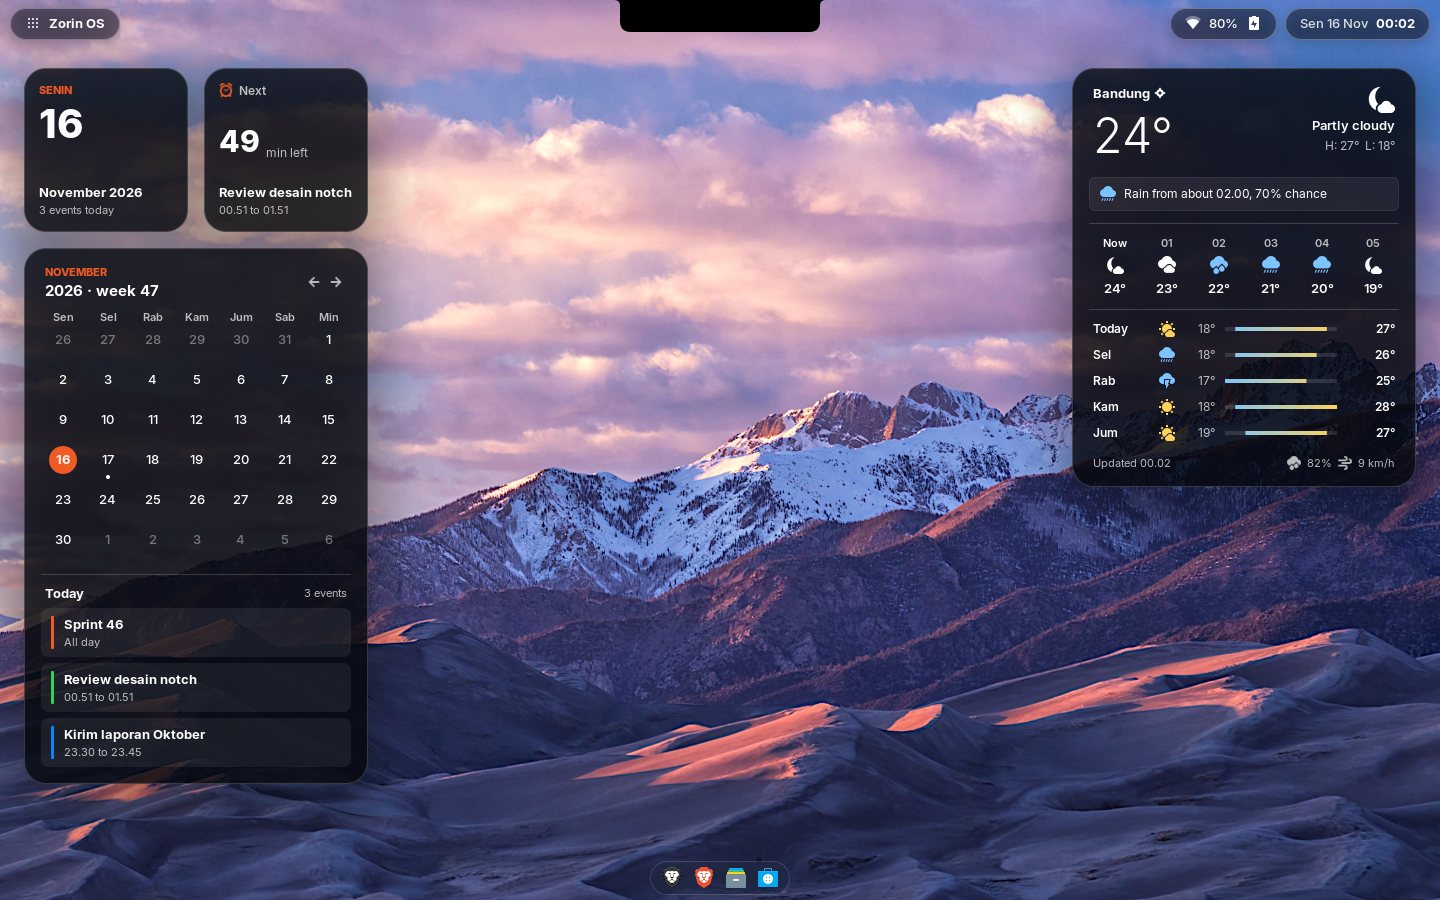 Zorin OS
80%
Sen 16 Nov 00:02
SENIN
16
November 2026
3 events today
Next
49 min left
Review desain notch
00.51 to 01.51
NOVEMBER
2026 · week 47
Sen Sel Rab Kam Jum Sab Min
26 27 28 29 30 31 1
2 3 4 5 6 7 8
9 10 11 12 13 14 15
16 17 18 19 20 21 22
23 24 25 26 27 28 29
30 1 2 3 4 5 6
Today 3 events
Sprint 46
All day
Review desain notch
00.51 to 01.51
Kirim laporan Oktober
23.30 to 23.45
Bandung
24°
Partly cloudy
H: 27° L: 18°
Rain from about 02.00, 70% chance
Now 01 02 03 04 05
24° 23° 22° 21° 20° 19°
Today 18° 27°
Sel 18° 26°
Rab 17° 25°
Kam 18° 28°
Jum 19° 27°
Updated 00.02 82% 9 km/h